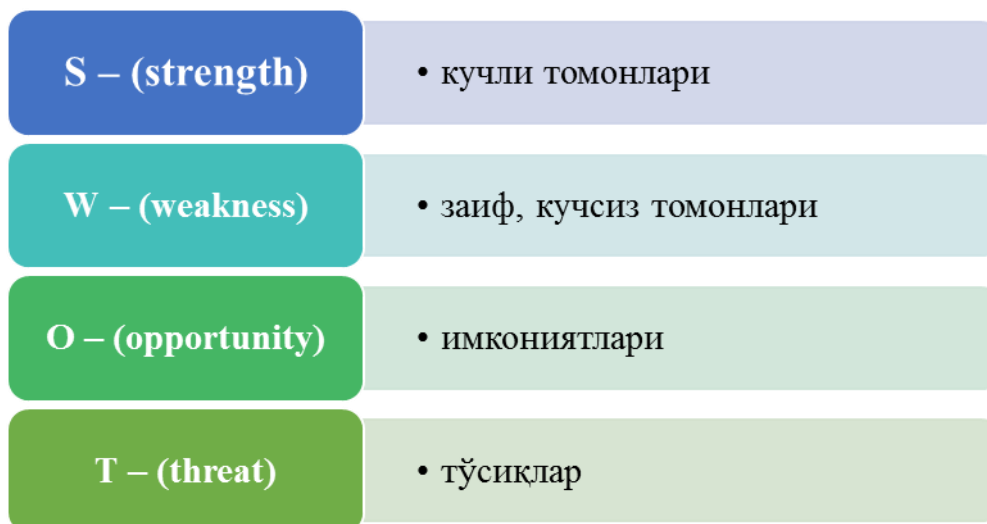 S – (strength)
• кучли томонлари
W – (weakness)
• заиф, кучсиз томонлари
O – (opportunity)
• имкониятлари
T – (threat)
• тўсиқлар